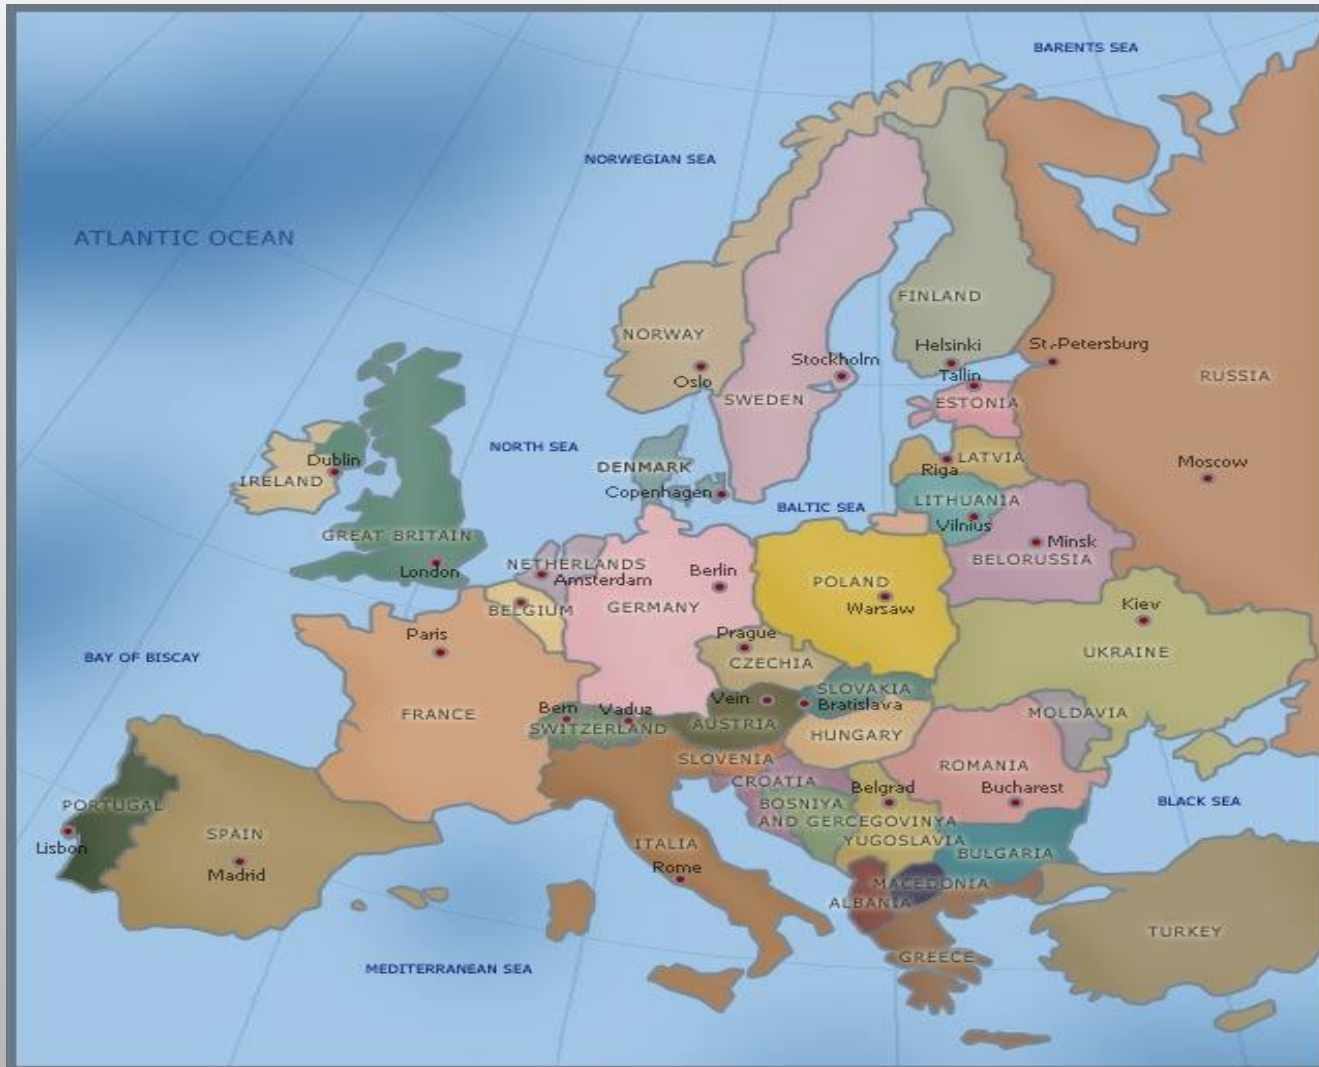 BARENTS SEA
NORWEGIAN SEA
ATLANTIC OCEAN
FINLAND
NORWAY
Helsinki
St.-Petersburg
Stockholm
Oslo
Tallin
RUSSIA
SWEDEN
ESTONIA
NORTH SEA
Dublin
LATVIA
Riga
Moscow
DENMARK
IRELAND
Copenhagen
LITHUANIA
BALTIC SEA
Vilnius
GREAT BRITAIN
Minsk
BELORUSSIA
NETHERLANDS
London
Amsterdam
Berlin
POLAND
Warsaw
BELGIUM
GERMANY
Kiev
Paris
Prague
UKRAINE
BAY OF BISCAY
CZECHIA
SLOVAKIA
Vein
Bratislava
Bern
Vaduz
FRANCE
SWITZERLAND
AUSTRIA
MOLDAVIA
HUNGARY
SLOVENIA
ROMANIA
CROATIA
Belgrad
Bucharest
PORTUGAL
BOSNIYA
AND GERCEGOVINYA
BLACK SEA
SPAIN
Lisbon
ITALIA
YUGOSLAVIA
BULGARIA
Rome
Madrid
MACEDONIA
ALBANIA
TURKEY
GREECE
MEDITERRANEAN SEA